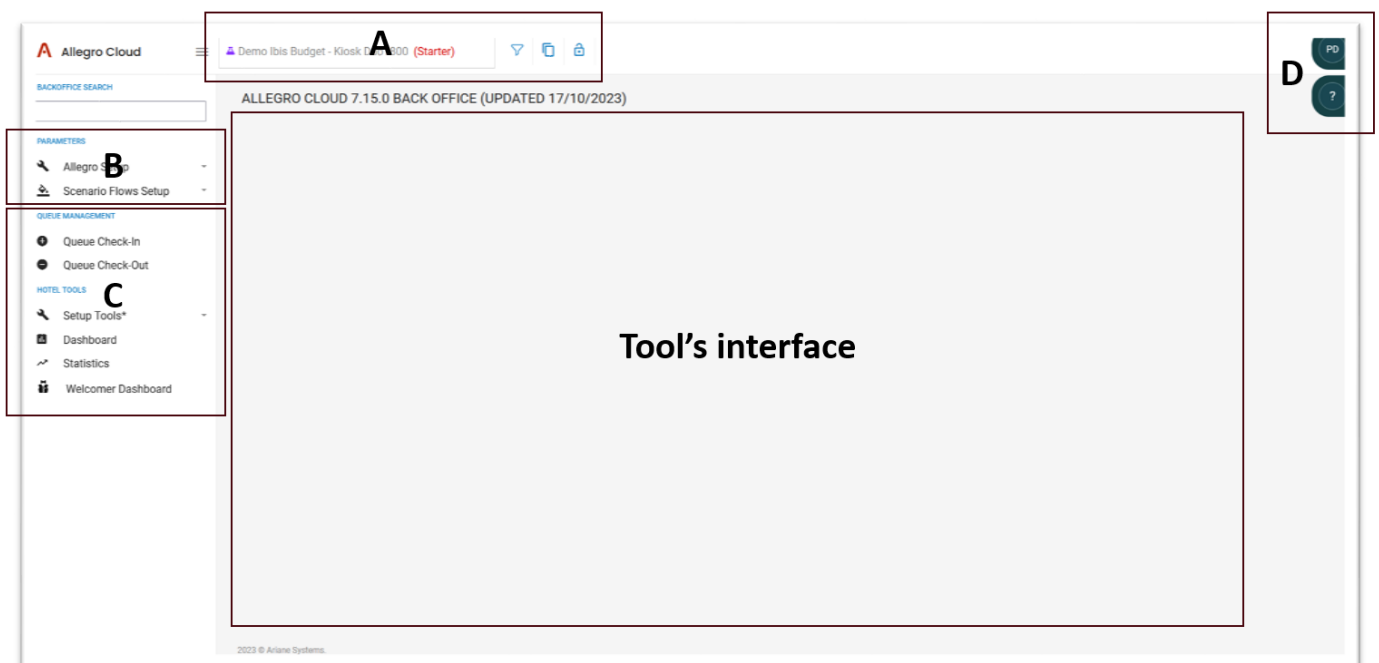 A
Allegro Cloud
Demo Ibis Budget - Kiosk (Starter)
D
PD
?
BACKOFFICE SEARCH
ALLEGRO CLOUD 7.15.0 BACK OFFICE (UPDATED 17/10/2023)
PARAMETERS
B
Allegro Setup
Scenario Flows Setup
QUEUE MANAGEMENT
Queue Check-In
Queue Check-Out
HOTEL TOOLS
C
Setup Tools*
Dashboard
Statistics
Welcomer Dashboard
Tool’s interface
2023 © Ariane Systems.